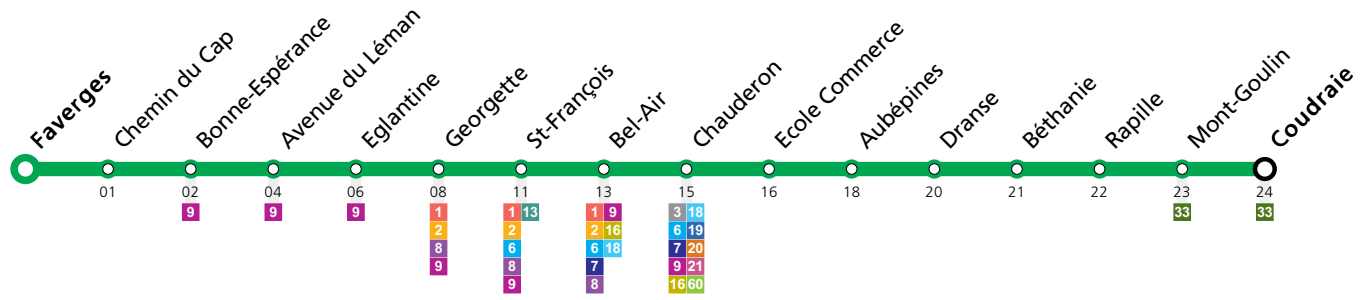 Faverges
Chemin du Cap
Bonne-Espérance
Avenue du Léman
Eglantine
Georgette
St-François
Bel-Air
Chauderon
Ecole Commerce
Aubépines
Dranse
Béthanie
Rapille
Mont-Goulin
Coudraie
01 02 04 06 08 11 13 15 16 18 20 21 22 23 24
9 9 9 1 1 13 1 9 3 18 33 33
2 2 2 16 6 19
8 6 6 18 7 20
9 8 7 9 21
9 8 16 60